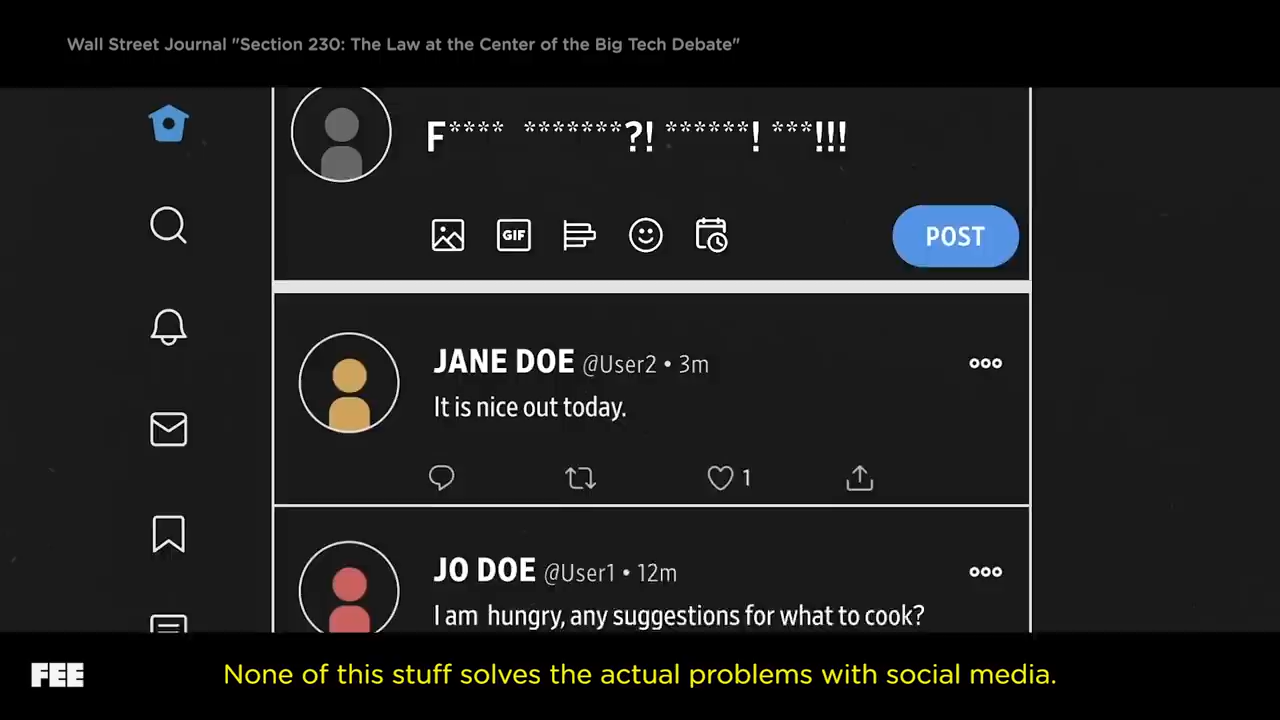 Wall Street Journal "Section 230: The Law at the Center of the Big Tech Debate"
F**** *******?! ******! ***!!!
GIF
POST
JANE DOE @User2 • 3m
It is nice out today.
1
JO DOE @User1 • 12m
I am hungry, any suggestions for what to cook?
FEE
None of this stuff solves the actual problems with social media.